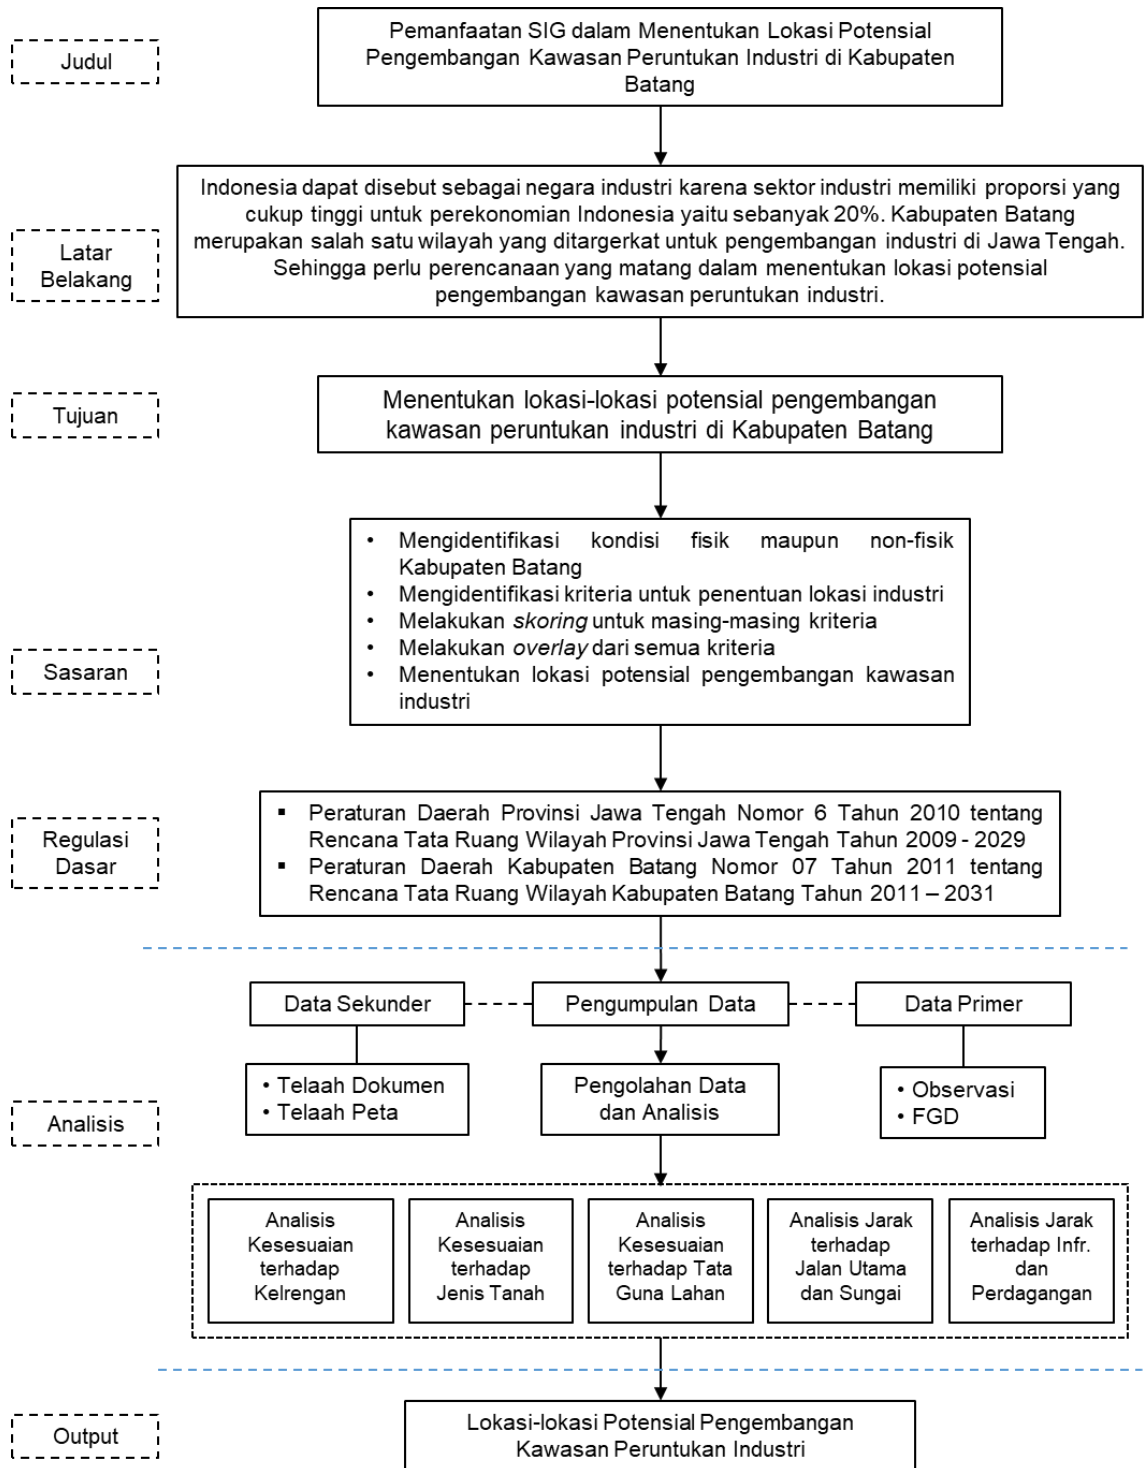 Judul
Pemanfaatan SIG dalam Menentukan Lokasi Potensial
Pengembangan Kawasan Peruntukan Industri di Kabupaten
Batang
Latar
Belakang
Indonesia dapat disebut sebagai negara industri karena sektor industri memiliki proporsi yang
cukup tinggi untuk perekonomian Indonesia yaitu sebanyak 20%. Kabupaten Batang
merupakan salah satu wilayah yang ditargerkat untuk pengembangan industri di Jawa Tengah.
Sehingga perlu perencanaan yang matang dalam menentukan lokasi potensial
pengembangan kawasan peruntukan industri.
Tujuan
Menentukan lokasi-lokasi potensial pengembangan
kawasan peruntukan industri di Kabupaten Batang
Sasaran
• Mengidentifikasi kondisi fisik maupun non-fisik
Kabupaten Batang
• Mengidentifikasi kriteria untuk penentuan lokasi industri
• Melakukan skoring untuk masing-masing kriteria
• Melakukan overlay dari semua kriteria
• Menentukan lokasi potensial pengembangan kawasan
industri
Regulasi
Dasar
▪ Peraturan Daerah Provinsi Jawa Tengah Nomor 6 Tahun 2010 tentang
Rencana Tata Ruang Wilayah Provinsi Jawa Tengah Tahun 2009 - 2029
▪ Peraturan Daerah Kabupaten Batang Nomor 07 Tahun 2011 tentang
Rencana Tata Ruang Wilayah Kabupaten Batang Tahun 2011 – 2031
Analisis
Data Sekunder
Pengumpulan Data
Data Primer
• Telaah Dokumen
• Telaah Peta
Pengolahan Data
dan Analisis
• Observasi
• FGD
Analisis
Kesesuaian
terhadap
Kelrengan
Analisis
Kesesuaian
terhadap
Jenis Tanah
Analisis
Kesesuaian
terhadap Tata
Guna Lahan
Analisis Jarak
terhadap
Jalan Utama
dan Sungai
Analisis Jarak
terhadap Infr.
dan
Perdagangan
Output
Lokasi-lokasi Potensial Pengembangan
Kawasan Peruntukan Industri